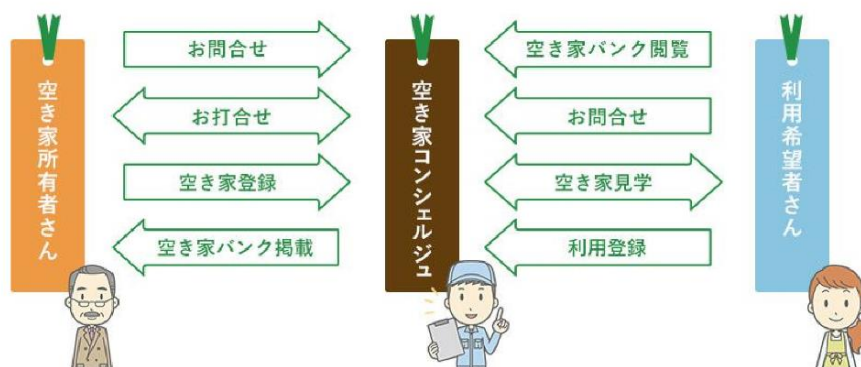 空き家所有者さん
お問合せ
お打合せ
空き家登録
空き家バンク掲載
空き家コンシェルジュ
空き家バンク閲覧
お問合せ
空き家見学
利用登録
利用希望者さん